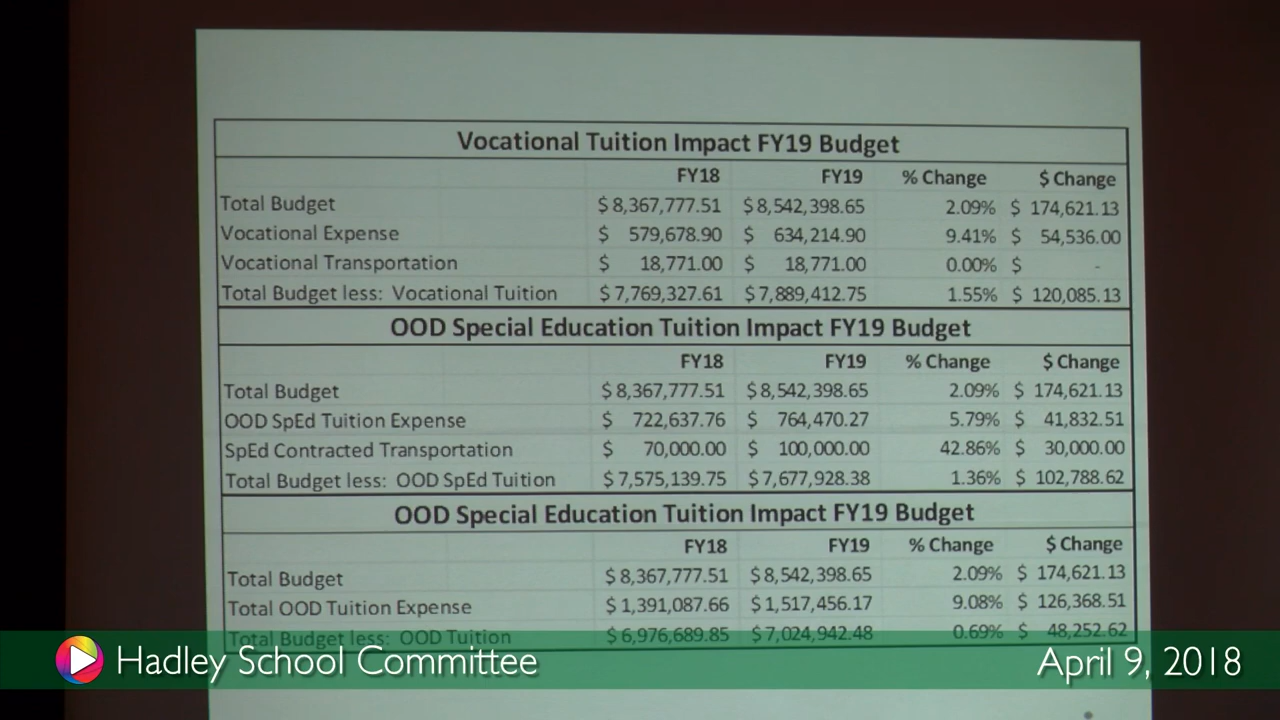 Vocational Tuition Impact FY19 Budget
FY18 FY19 % Change $ Change
Total Budget $ 8,367,777.51 $ 8,542,398.65 2.09% $ 174,621.13
Vocational Expense $ 579,678.90 $ 634,214.90 9.41% $ 54,536.00
Vocational Transportation $ 18,771.00 $ 18,771.00 0.00% $ -
Total Budget less: Vocational Tuition $ 7,769,327.61 $ 7,889,412.75 1.55% $ 120,085.13
OOD Special Education Tuition Impact FY19 Budget
FY18 FY19 % Change $ Change
Total Budget $ 8,367,777.51 $ 8,542,398.65 2.09% $ 174,621.13
OOD SpEd Tuition Expense $ 722,637.76 $ 764,470.27 5.79% $ 41,832.51
SpEd Contracted Transportation $ 70,000.00 $ 100,000.00 42.86% $ 30,000.00
Total Budget less: OOD SpEd Tuition $ 7,575,139.75 $ 7,677,928.38 1.36% $ 102,788.62
OOD Special Education Tuition Impact FY19 Budget
FY18 FY19 % Change $ Change
Total Budget $ 8,367,777.51 $ 8,542,398.65 2.09% $ 174,621.13
Total OOD Tuition Expense $ 1,391,087.66 $ 1,517,456.17 9.08% $ 126,368.51
Total Budget less: OOD Tuition $ 6,976,689.85 $ 7,024,942.48 0.69% $ 48,252.62
Hadley School Committee April 9, 2018